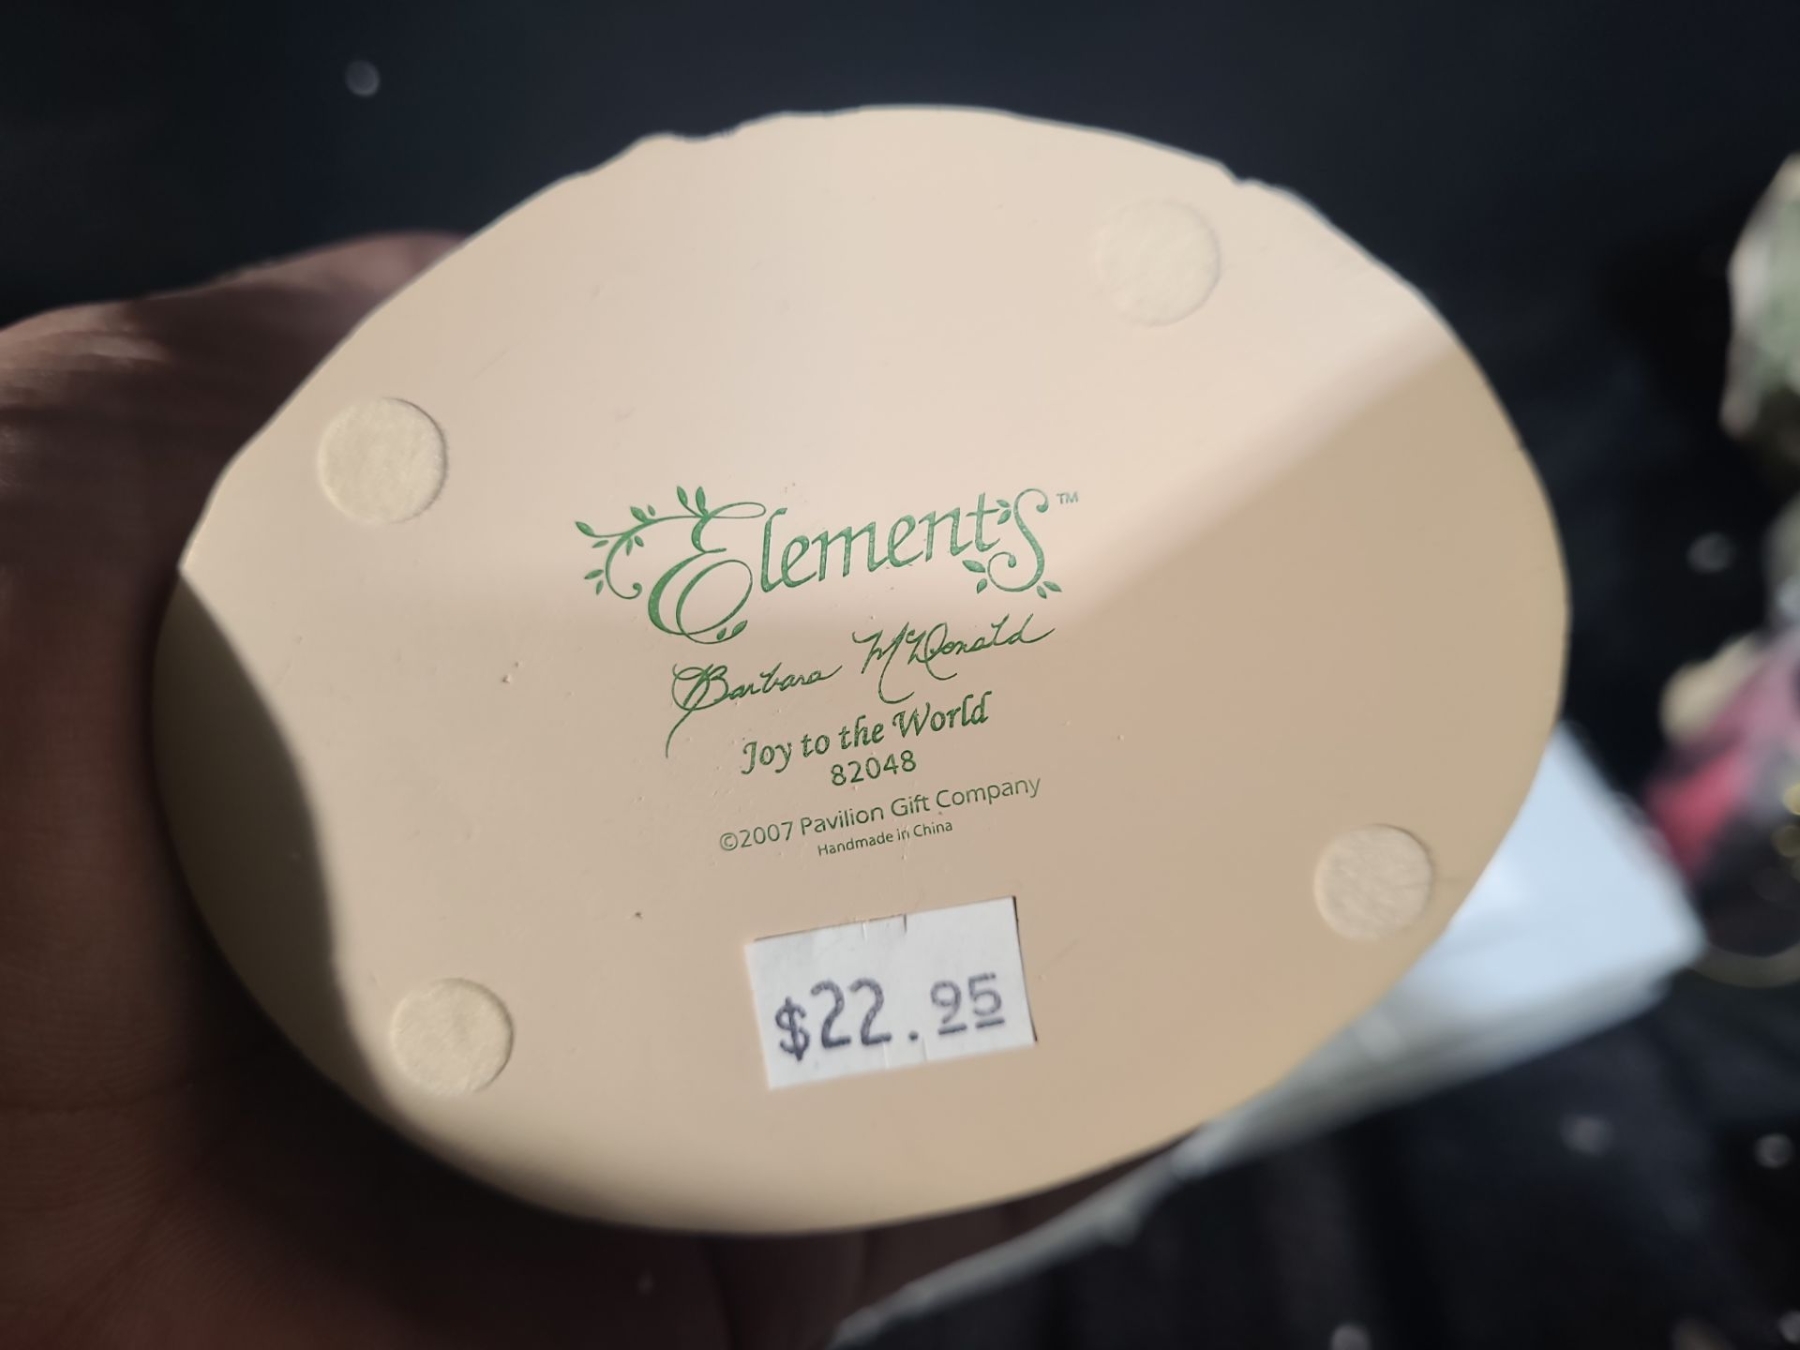 Elements™
Barbara McDonald
Joy to the World
82048
©2007 Pavilion Gift Company
Handmade in China
$22.95